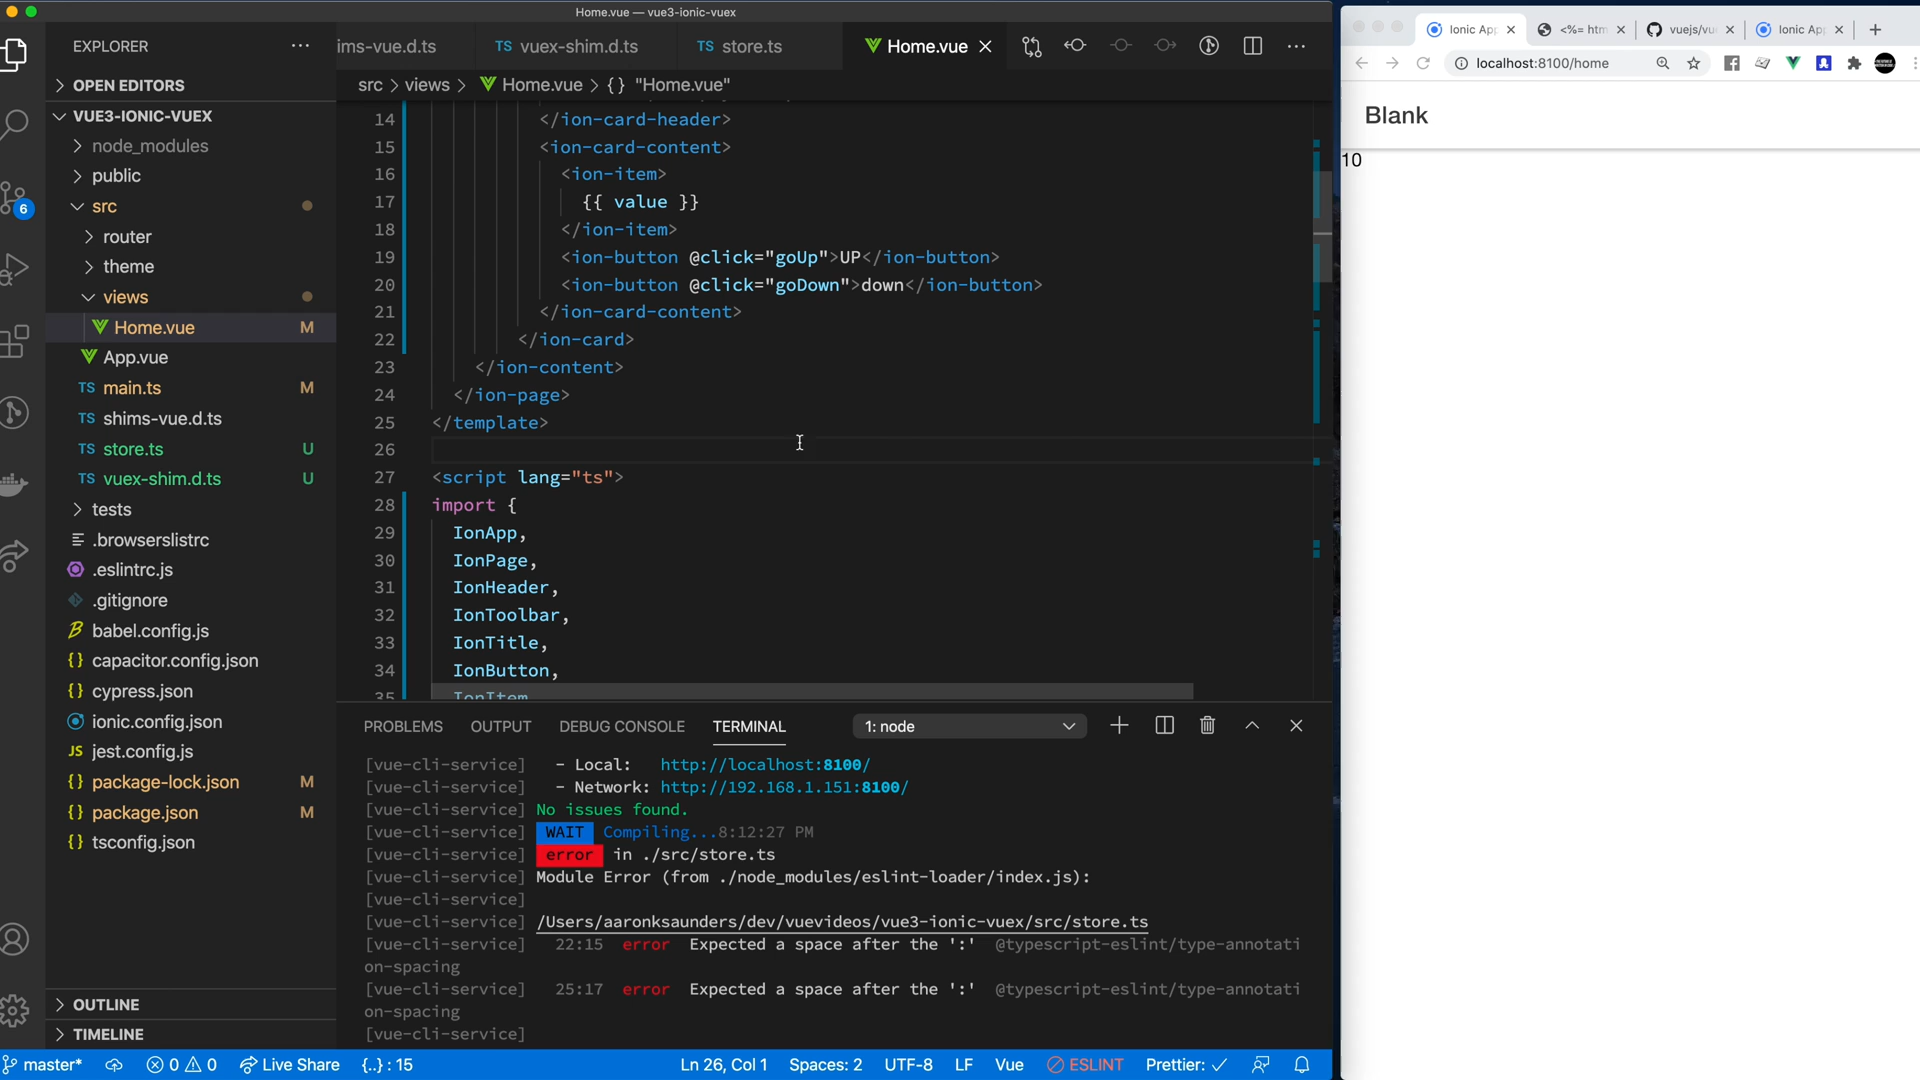 Home.vue — vue3-ionic-vuex
EXPLORER
OPEN EDITORS
VUE3-IONIC-VUEX
node_modules
public
src
router
theme
views
Home.vue M
App.vue
TS main.ts M
TS shims-vue.d.ts
TS store.ts U
TS vuex-shim.d.ts U
tests
.browserslistrc
.eslintrc.js
.gitignore
babel.config.js
{} capacitor.config.json
{} cypress.json
ionic.config.json
JS jest.config.js
{} package-lock.json M
{} package.json M
{} tsconfig.json
OUTLINE
TIMELINE
6
ims-vue.d.ts
TS vuex-shim.d.ts
TS store.ts
Home.vue
src > views > Home.vue > {} "Home.vue"
14 </ion-card-header>
15 <ion-card-content>
16 <ion-item>
17 {{ value }}
18 </ion-item>
19 <ion-button @click="goUp">UP</ion-button>
20 <ion-button @click="goDown">down</ion-button>
21 </ion-card-content>
22 </ion-card>
23 </ion-content>
24 </ion-page>
25 </template>
26
27 <script lang="ts">
28 import {
29 IonApp,
30 IonPage,
31 IonHeader,
32 IonToolbar,
33 IonTitle,
34 IonButton,
35 IonItem
PROBLEMS OUTPUT DEBUG CONSOLE TERMINAL 1: node
[vue-cli-service] - Local: http://localhost:8100/
[vue-cli-service] - Network: http://192.168.1.151:8100/
[vue-cli-service] No issues found.
[vue-cli-service] WAIT Compiling...8:12:27 PM
[vue-cli-service] error in ./src/store.ts
[vue-cli-service] Module Error (from ./node_modules/eslint-loader/index.js):
[vue-cli-service]
[vue-cli-service] /Users/aaronksaunders/dev/vuevideos/vue3-ionic-vuex/src/store.ts
[vue-cli-service] 22:15 error Expected a space after the ':' @typescript-eslint/type-annotati
on-spacing
[vue-cli-service] 25:17 error Expected a space after the ':' @typescript-eslint/type-annotati
on-spacing
[vue-cli-service]
master* 0 0 Live Share {..} : 15 Ln 26, Col 1 Spaces: 2 UTF-8 LF Vue ESLINT Prettier: ✓
Ionic App
<%= htm
vuejs/vu
Ionic App
localhost:8100/home
Blank
10